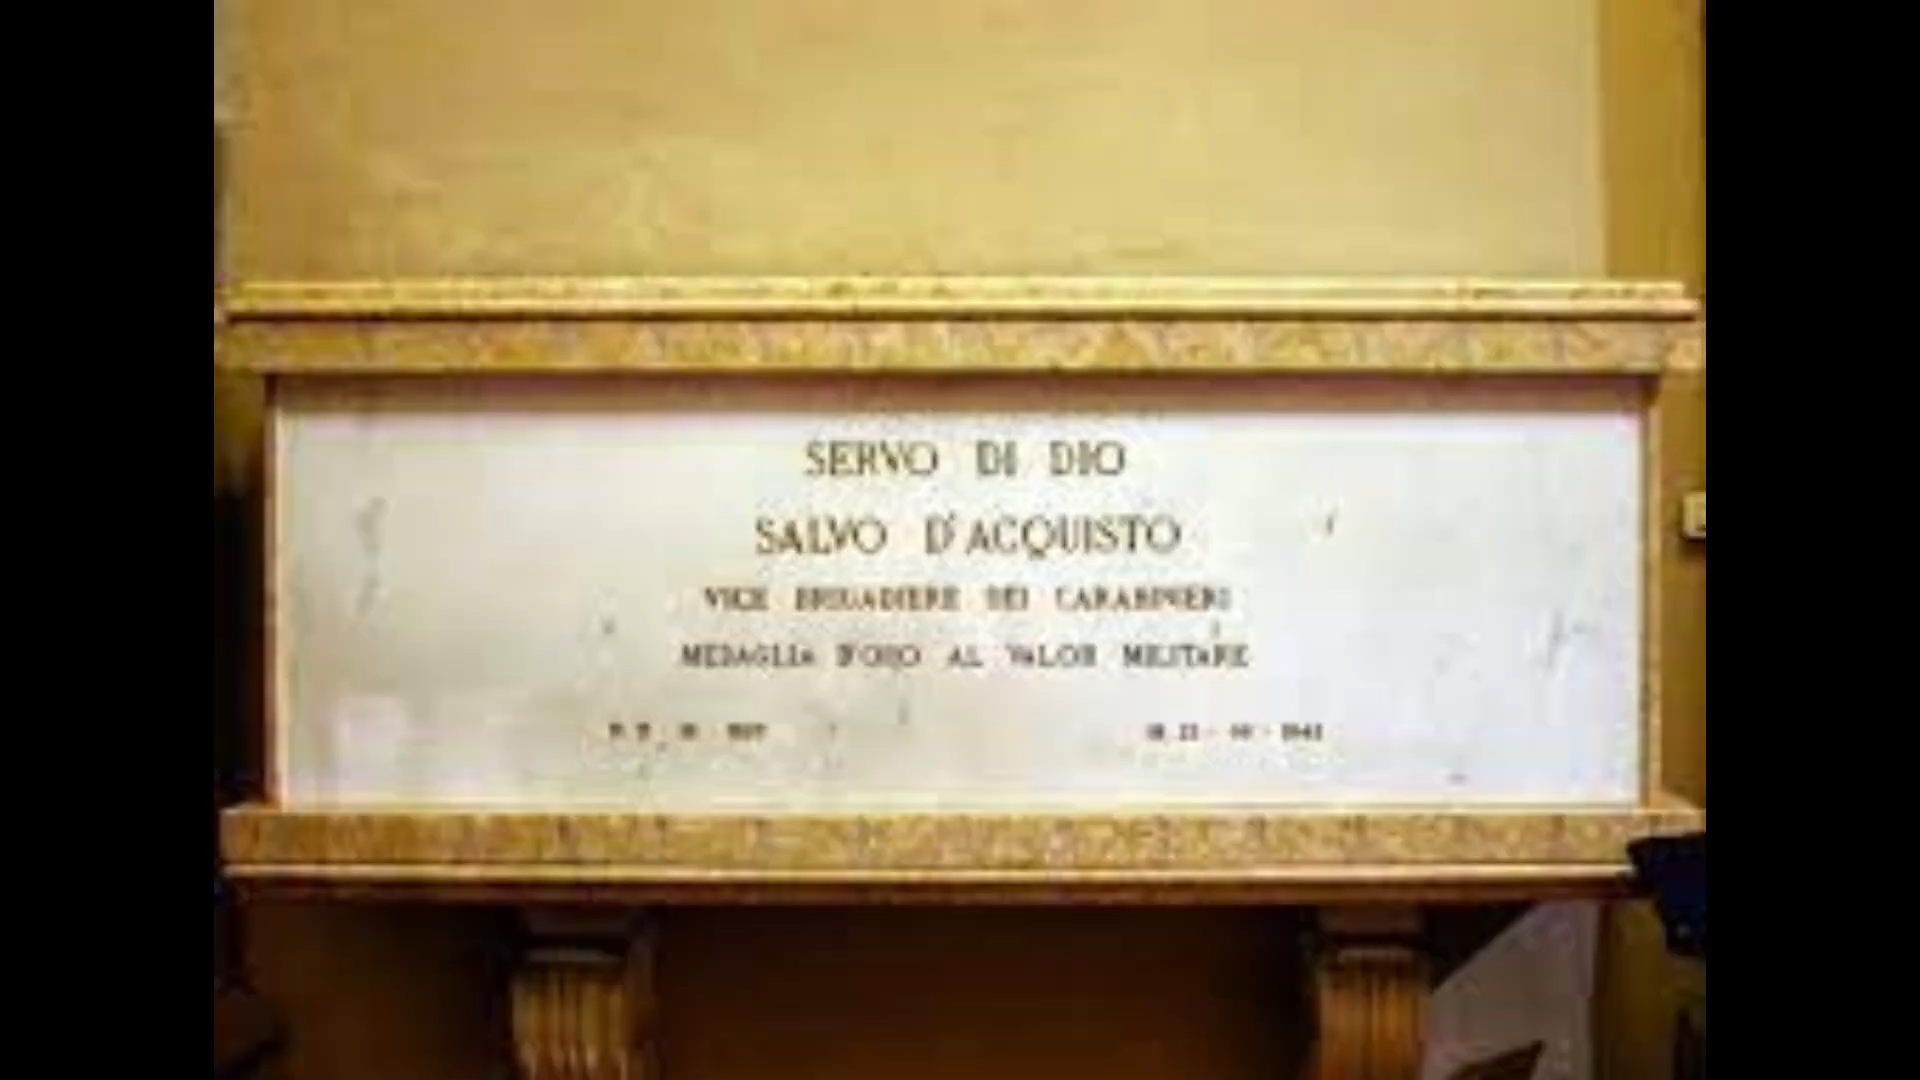 SERVO DI DIO
SALVO D'ACQUISTO
VICE BRIGADIERE DEI CARABINIERI
MEDAGLIA D'ORO AL VALOR MILITARE